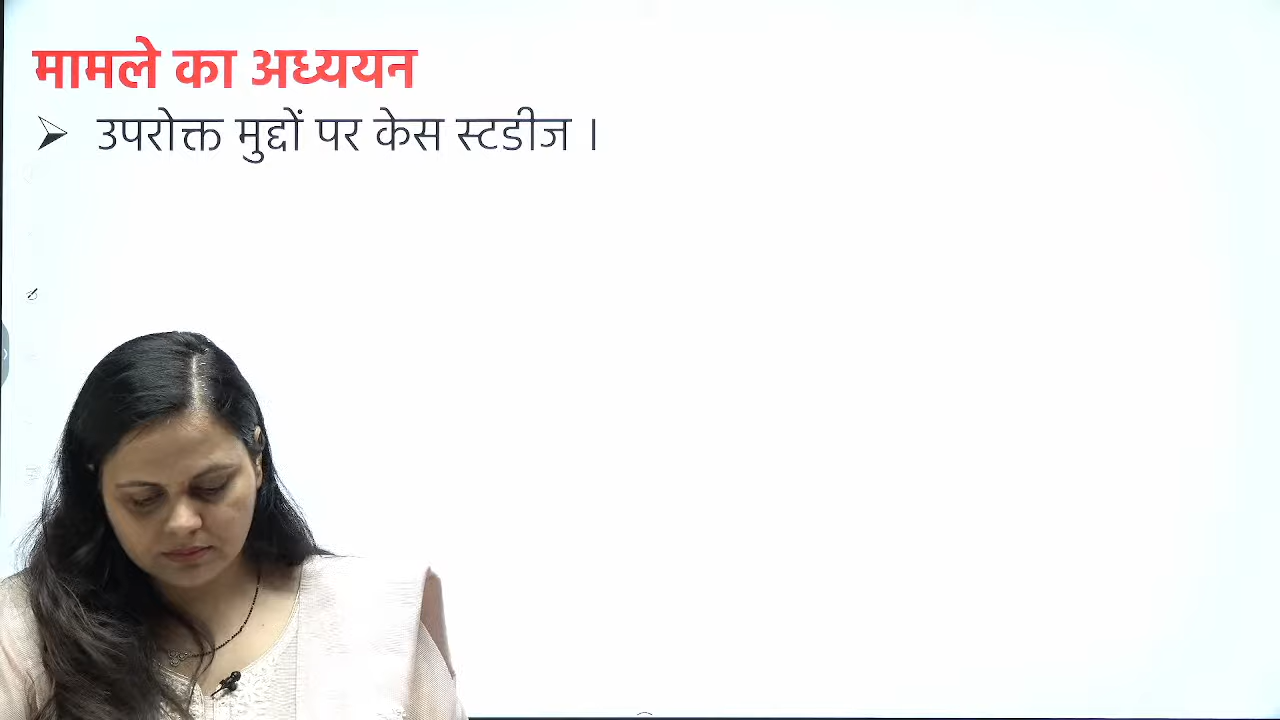 मामले का अध्ययन
उपरोक्त मुद्दों पर केस स्टडीज ।